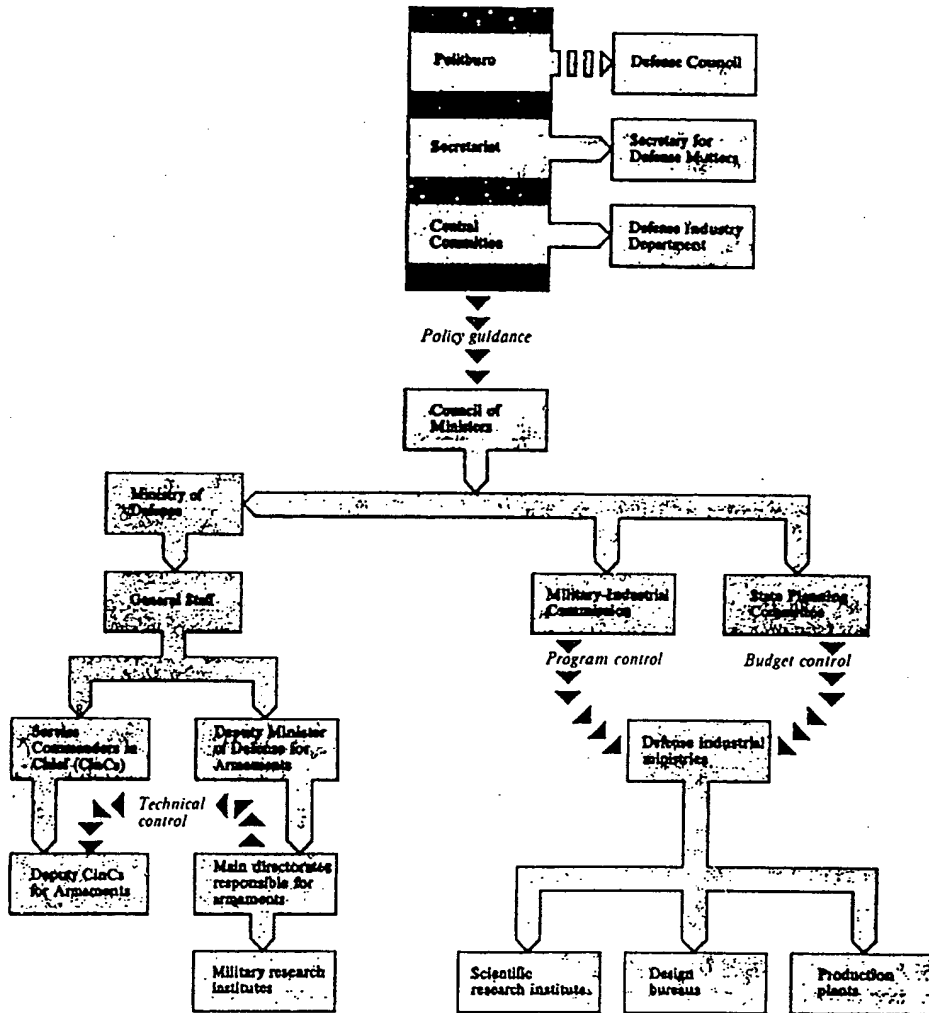 Politburo
Defense Council
Secretariat
Secretary for
Defense Matters
Central
Committee
Defense Industry
Department
Policy guidance
Council of
Ministers
Ministry of
Defense
General Staff
Military-Industrial
Commission
State Planning
Committee
Program control
Budget control
Service
Commanders in
Chief (CinCs)
Deputy Minister
of Defense for
Armaments
Defense industrial
ministries
Technical
control
Deputy CinCs
for Armaments
Main directorates
responsible for
armaments
Military research
institutes
Scientific
research institutes
Design
bureaus
Production
plants